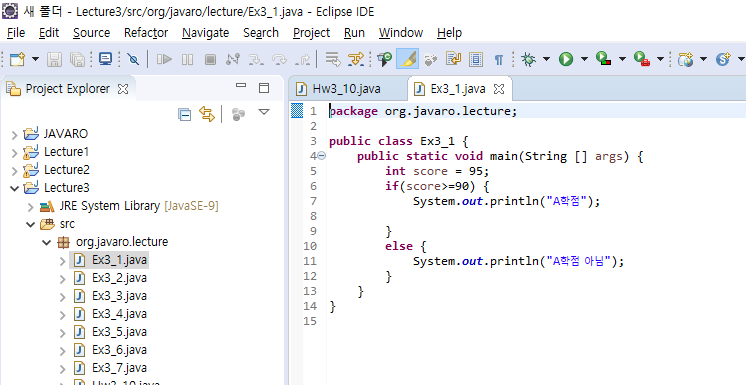 새 폴더 - Lecture3/src/org/javaro/lecture/Ex3_1.java - Eclipse IDE
File Edit Source Refactor Navigate Search Project Run Window Help
Project Explorer
Hw3_10.java
Ex3_1.java
JAVARO
Lecture1
Lecture2
Lecture3
JRE System Library [JavaSE-9]
src
org.javaro.lecture
Ex3_1.java
Ex3_2.java
Ex3_3.java
Ex3_4.java
Ex3_5.java
Ex3_6.java
Ex3_7.java
Hw3_10.java
1 package org.javaro.lecture;
2
3 public class Ex3_1 {
4 public static void main(String [] args) {
5 int score = 95;
6 if(score>=90) {
7 System.out.println("A학점");
8
9 }
10 else {
11 System.out.println("A학점 아님");
12 }
13 }
14 }
15